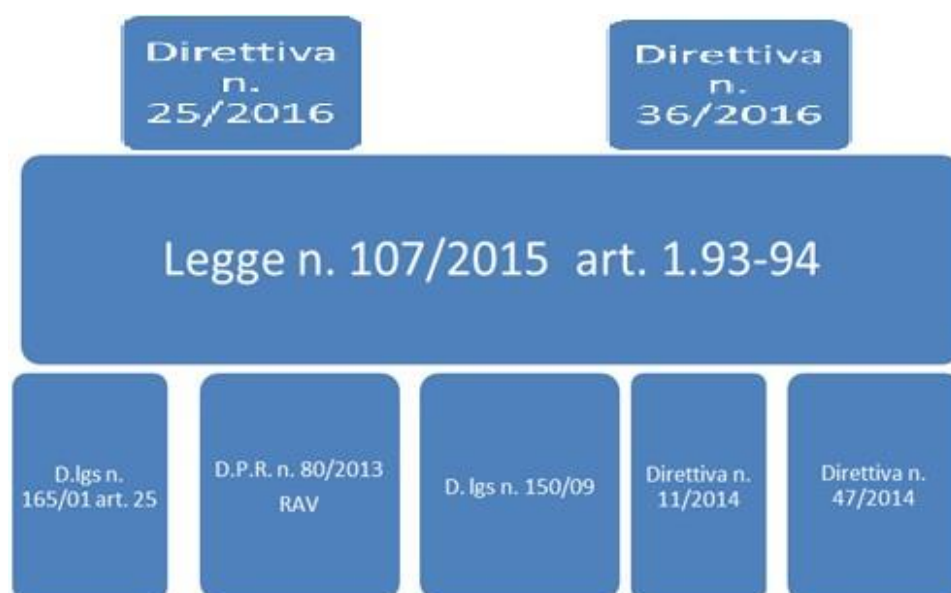 Direttiva
n.
25/2016
Direttiva
n.
36/2016
Legge n. 107/2015 art. 1.93-94
D.lgs n.
165/01 art. 25
D.P.R. n. 80/2013
RAV
D. lgs n. 150/09
Direttiva n.
11/2014
Direttiva n.
47/2014